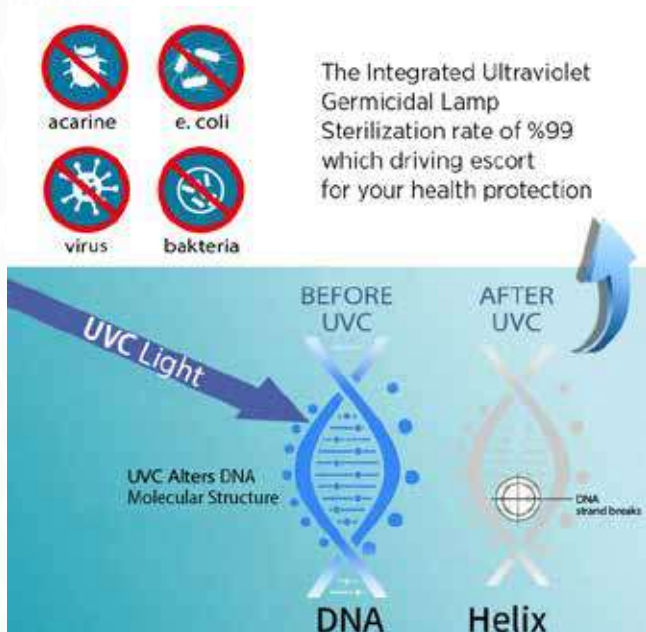 acarine
e. coli
virus
bakteria
The Integrated Ultraviolet
Germicidal Lamp
Sterilization rate of %99
which driving escort
for your health protection
UVC Light
BEFORE
UVC
AFTER
UVC
UVC Alters DNA
Molecular Structure
DNA
strand breaks
DNA
Helix